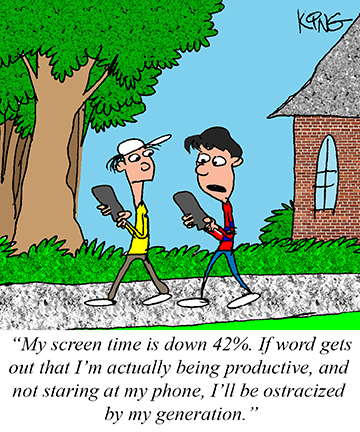 KOPNG
"My screen time is down 42%. If word gets
out that I'm actually being productive, and
not staring at my phone, I'll be ostracized
by my generation."